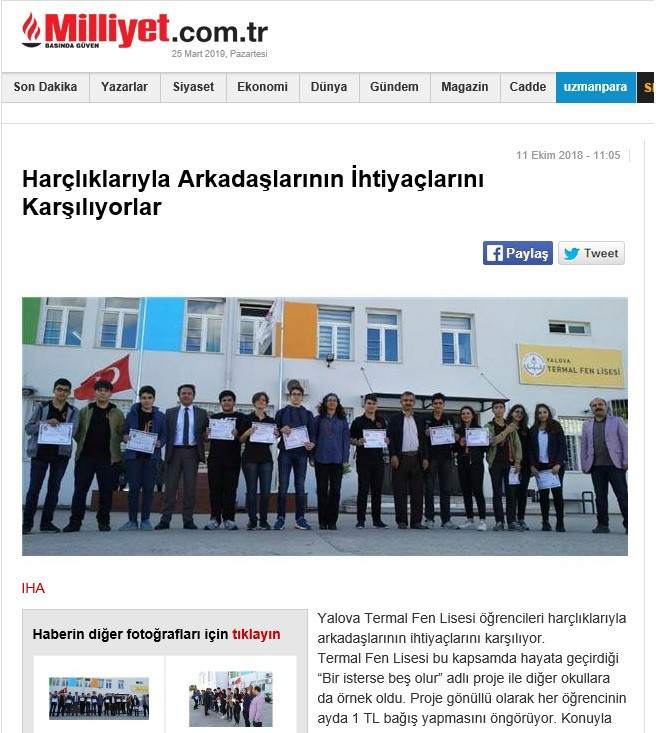 Milliyet.com.tr
BASINDA GÜVEN
25 Mart 2019, Pazartesi
Son Dakika Yazarlar Siyaset Ekonomi Dünya Gündem Magazin Cadde uzmanpara
11 Ekim 2018 - 11:05
Harçlıklarıyla Arkadaşlarının İhtiyaçlarını
Karşılıyorlar
Paylaş Tweet
YALOVA
TERMAL FEN LİSESİ
IHA
Haberin diğer fotoğrafları için tıklayın
Yalova Termal Fen Lisesi öğrencileri harçlıklarıyla
arkadaşlarının ihtiyaçlarını karşılıyor.
Termal Fen Lisesi bu kapsamda hayata geçirdiği
“Bir isterse beş olur” adlı proje ile diğer okullara
da örnek oldu. Proje gönüllü olarak her öğrencinin
ayda 1 TL bağış yapmasını öngörüyor. Konuyla